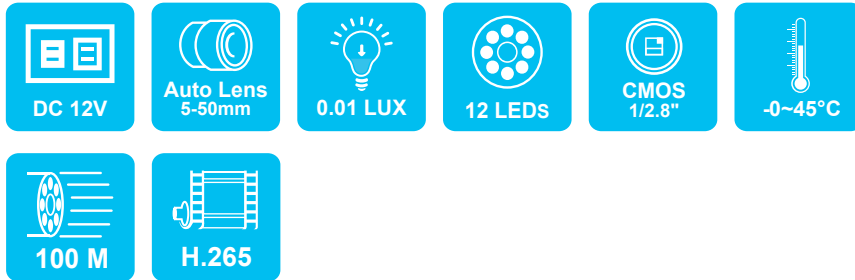 DC 12V
Auto Lens
5-50mm
0.01 LUX
12 LEDs
CMOS
1/2.8"
-0~45°C
100 M
H.265